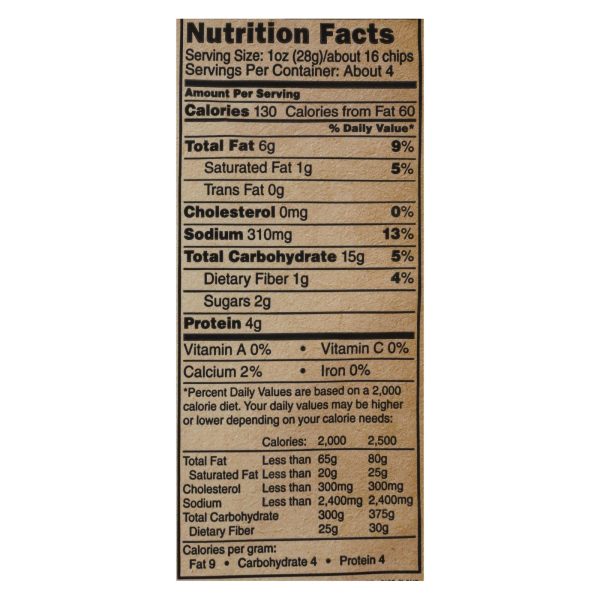 Nutrition Facts
Serving Size: 1oz (28g)/about 16 chips
Servings Per Container: About 4
Amount Per Serving
Calories 130 Calories from Fat 60
% Daily Value*
Total Fat 6g 9%
Saturated Fat 1g 5%
Trans Fat 0g
Cholesterol 0mg 0%
Sodium 310mg 13%
Total Carbohydrate 15g 5%
Dietary Fiber 1g 4%
Sugars 2g
Protein 4g
Vitamin A 0% • Vitamin C 0%
Calcium 2% • Iron 0%
*Percent Daily Values are based on a 2,000
calorie diet. Your daily values may be higher
or lower depending on your calorie needs:
Calories: 2,000 2,500
Total Fat Less than 65g 80g
Saturated Fat Less than 20g 25g
Cholesterol Less than 300mg 300mg
Sodium Less than 2,400mg 2,400mg
Total Carbohydrate 300g 375g
Dietary Fiber 25g 30g
Calories per gram:
Fat 9 • Carbohydrate 4 • Protein 4